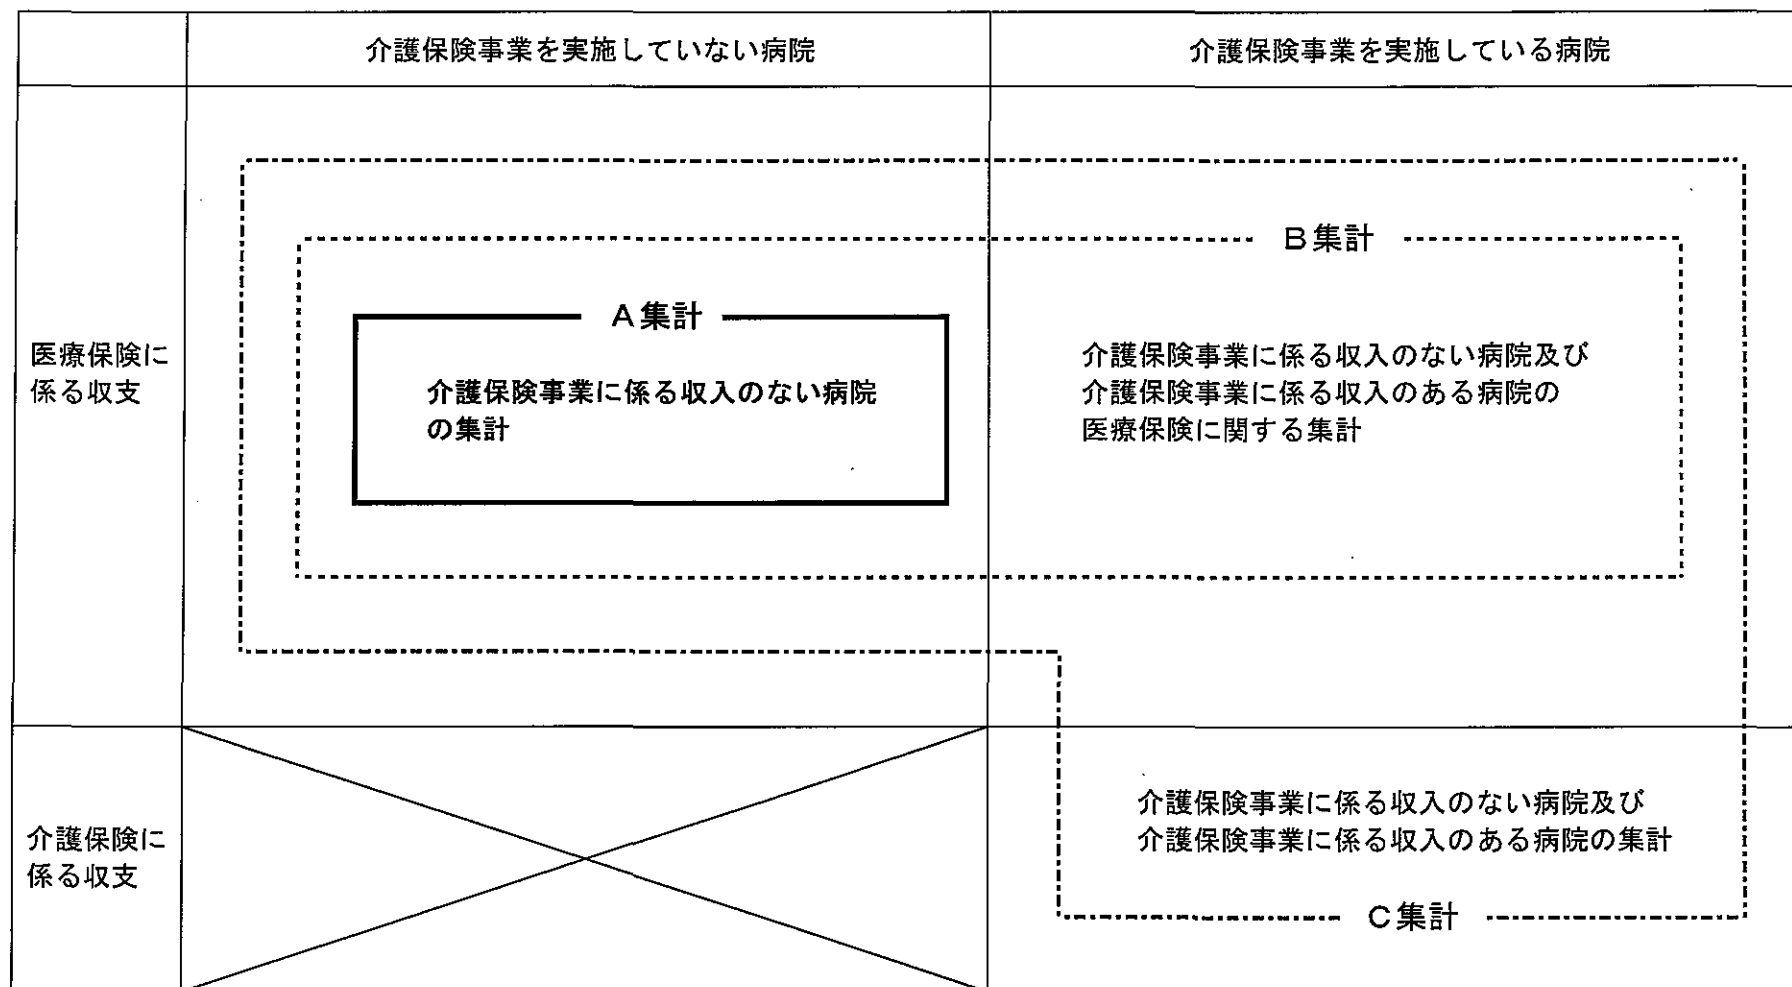 介護保険事業を実施していない病院
介護保険事業を実施している病院
医療保険に
係る収支
B集計
A集計
介護保険事業に係る収入のない病院
の集計
介護保険事業に係る収入のない病院及び
介護保険事業に係る収入のある病院の
医療保険に関する集計
介護保険に
係る収支
介護保険事業に係る収入のない病院及び
介護保険事業に係る収入のある病院の集計
C集計